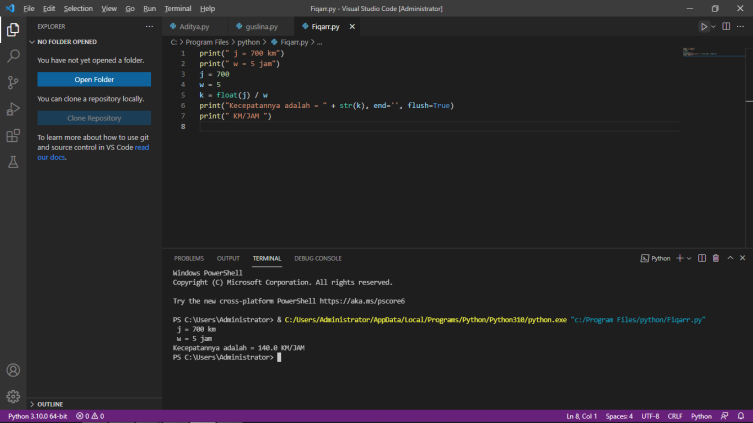 File Edit Selection View Go Run Terminal Help
Fiqarr.py - Visual Studio Code [Administrator]
EXPLORER
NO FOLDER OPENED
You have not yet opened a folder.
Open Folder
You can clone a repository locally.
Clone Repository
To learn more about how to use git
and source control in VS Code read
our docs.
OUTLINE
Aditya.py
guslina.py
Fiqarr.py
C: > Program Files > python > Fiqarr.py > ...
1 print(" j = 700 km")
2 print(" w = 5 jam")
3 j = 700
4 w = 5
5 k = float(j) / w
6 print("Kecepatannya adalah = " + str(k), end='', flush=True)
7 print(" KM/JAM ")
8
PROBLEMS OUTPUT TERMINAL DEBUG CONSOLE
Python
Windows PowerShell
Copyright (C) Microsoft Corporation. All rights reserved.
Try the new cross-platform PowerShell https://aka.ms/pscore6
PS C:\Users\Administrator> & C:/Users/Administrator/AppData/Local/Programs/Python/Python310/python.exe "c:/Program Files/python/Fiqarr.py"
j = 700 km
w = 5 jam
Kecepatannya adalah = 140.0 KM/JAM
PS C:\Users\Administrator>
Python 3.10.0 64-bit 0 0
Ln 8, Col 1 Spaces: 4 UTF-8 CRLF Python